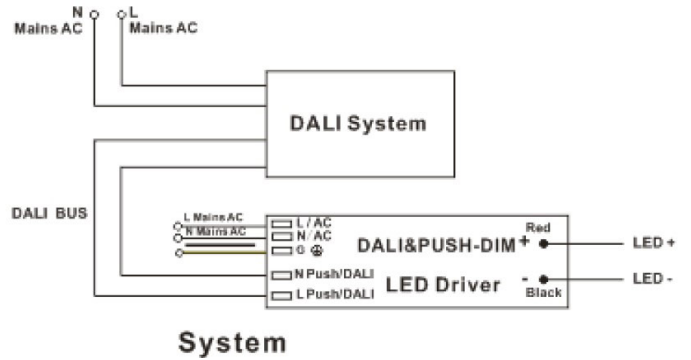 N
Mains AC
L
Mains AC
DALI System
DALI BUS
L Mains AC
N Mains AC
L / AC
N/AC
G
N Push/DALI
L Push/DALI
DALI&PUSH-DIM
LED Driver
Red
+
-
Black
LED +
LED -
System